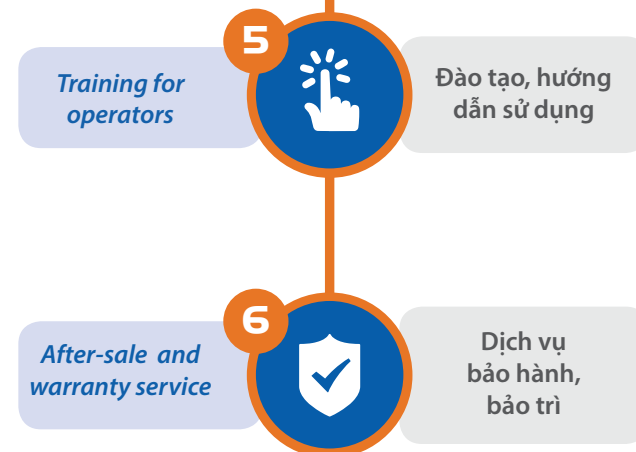 5
Training for
operators
Đào tạo, hướng
dẫn sử dụng
6
After-sale and
warranty service
Dịch vụ
bảo hành,
bảo trì